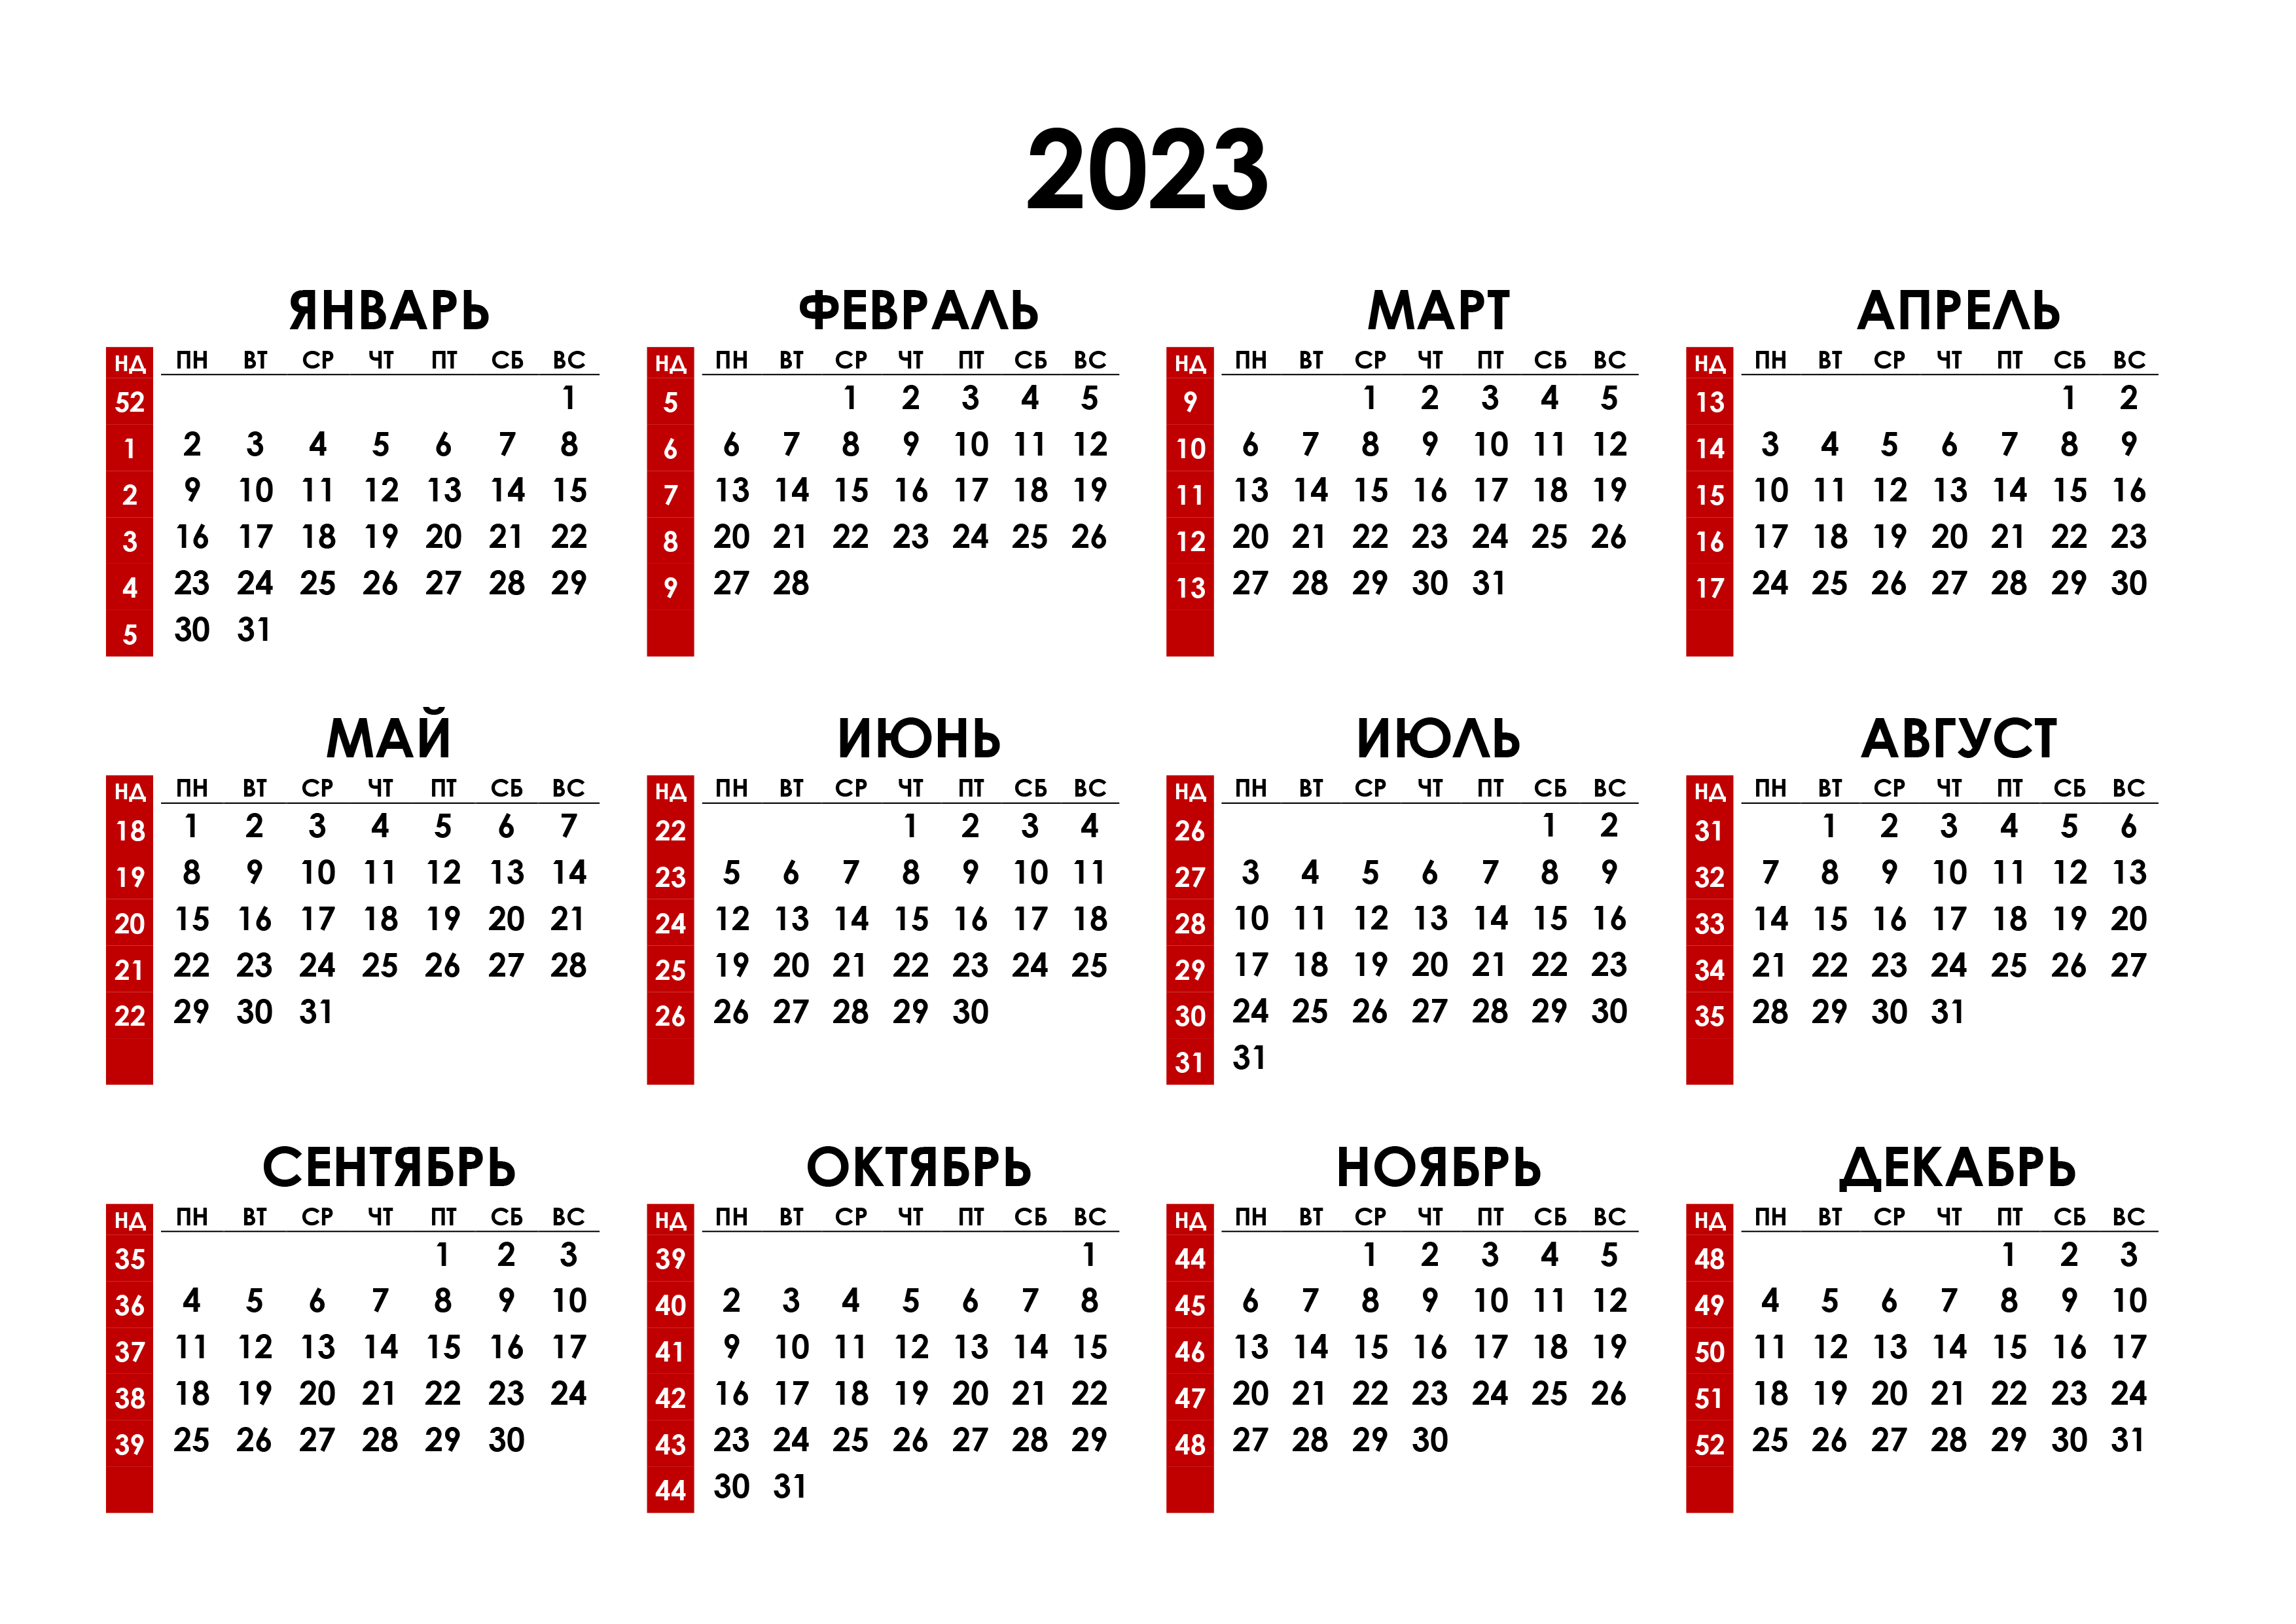 2023
ЯНВАРЬ
НД ПН ВТ СР ЧТ ПТ СБ ВС
52 1
1 2 3 4 5 6 7 8
2 9 10 11 12 13 14 15
3 16 17 18 19 20 21 22
4 23 24 25 26 27 28 29
5 30 31
ФЕВРАЛЬ
НД ПН ВТ СР ЧТ ПТ СБ ВС
5 1 2 3 4 5
6 6 7 8 9 10 11 12
7 13 14 15 16 17 18 19
8 20 21 22 23 24 25 26
9 27 28
МАРТ
НД ПН ВТ СР ЧТ ПТ СБ ВС
9 1 2 3 4 5
10 6 7 8 9 10 11 12
11 13 14 15 16 17 18 19
12 20 21 22 23 24 25 26
13 27 28 29 30 31
АПРЕЛЬ
НД ПН ВТ СР ЧТ ПТ СБ ВС
13 1 2
14 3 4 5 6 7 8 9
15 10 11 12 13 14 15 16
16 17 18 19 20 21 22 23
17 24 25 26 27 28 29 30
МАЙ
НД ПН ВТ СР ЧТ ПТ СБ ВС
18 1 2 3 4 5 6 7
19 8 9 10 11 12 13 14
20 15 16 17 18 19 20 21
21 22 23 24 25 26 27 28
22 29 30 31
ИЮНЬ
НД ПН ВТ СР ЧТ ПТ СБ ВС
22 1 2 3 4
23 5 6 7 8 9 10 11
24 12 13 14 15 16 17 18
25 19 20 21 22 23 24 25
26 26 27 28 29 30
ИЮЛЬ
НД ПН ВТ СР ЧТ ПТ СБ ВС
26 1 2
27 3 4 5 6 7 8 9
28 10 11 12 13 14 15 16
29 17 18 19 20 21 22 23
30 24 25 26 27 28 29 30
31 31
АВГУСТ
НД ПН ВТ СР ЧТ ПТ СБ ВС
31 1 2 3 4 5 6
32 7 8 9 10 11 12 13
33 14 15 16 17 18 19 20
34 21 22 23 24 25 26 27
35 28 29 30 31
СЕНТЯБРЬ
НД ПН ВТ СР ЧТ ПТ СБ ВС
35 1 2 3
36 4 5 6 7 8 9 10
37 11 12 13 14 15 16 17
38 18 19 20 21 22 23 24
39 25 26 27 28 29 30
ОКТЯБРЬ
НД ПН ВТ СР ЧТ ПТ СБ ВС
39 1
40 2 3 4 5 6 7 8
41 9 10 11 12 13 14 15
42 16 17 18 19 20 21 22
43 23 24 25 26 27 28 29
44 30 31
НОЯБРЬ
НД ПН ВТ СР ЧТ ПТ СБ ВС
44 1 2 3 4 5
45 6 7 8 9 10 11 12
46 13 14 15 16 17 18 19
47 20 21 22 23 24 25 26
48 27 28 29 30
ДЕКАБРЬ
НД ПН ВТ СР ЧТ ПТ СБ ВС
48 1 2 3
49 4 5 6 7 8 9 10
50 11 12 13 14 15 16 17
51 18 19 20 21 22 23 24
52 25 26 27 28 29 30 31